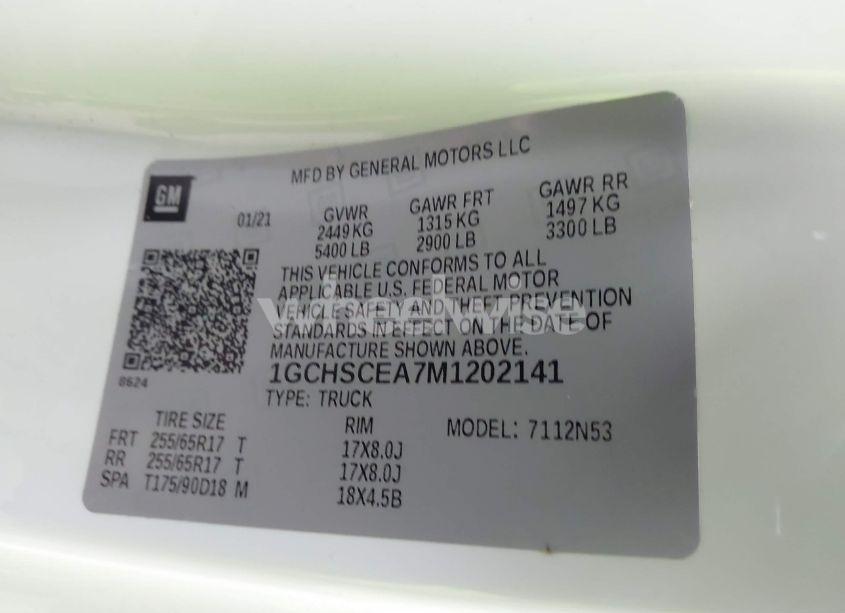 MFD BY GENERAL MOTORS LLC
GM
01/21
GVWR GAWR FRT GAWR RR
2449 KG 1315 KG 1497 KG
5400 LB 2900 LB 3300 LB
THIS VEHICLE CONFORMS TO ALL
APPLICABLE U.S. FEDERAL MOTOR
VEHICLE SAFETY AND THEFT PREVENTION
STANDARDS IN EFFECT ON THE DATE OF
MANUFACTURE SHOWN ABOVE.
1GCHSCEA7M1202141
8624
TYPE: TRUCK
TIRE SIZE RIM MODEL: 7112N53
FRT 255/65R17 T 17X8.0J
RR 255/65R17 T 17X8.0J
SPA T175/90D18 M 18X4.5B
wheelwise